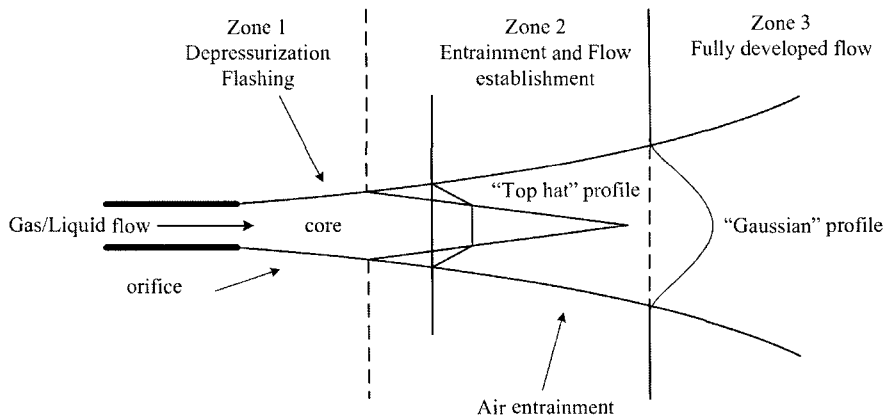 Zone 1
Depressurization
Flashing
Zone 2
Entrainment and Flow
establishment
Zone 3
Fully developed flow
"Top hat" profile
Gas/Liquid flow
core
"Gaussian" profile
orifice
Air entrainment